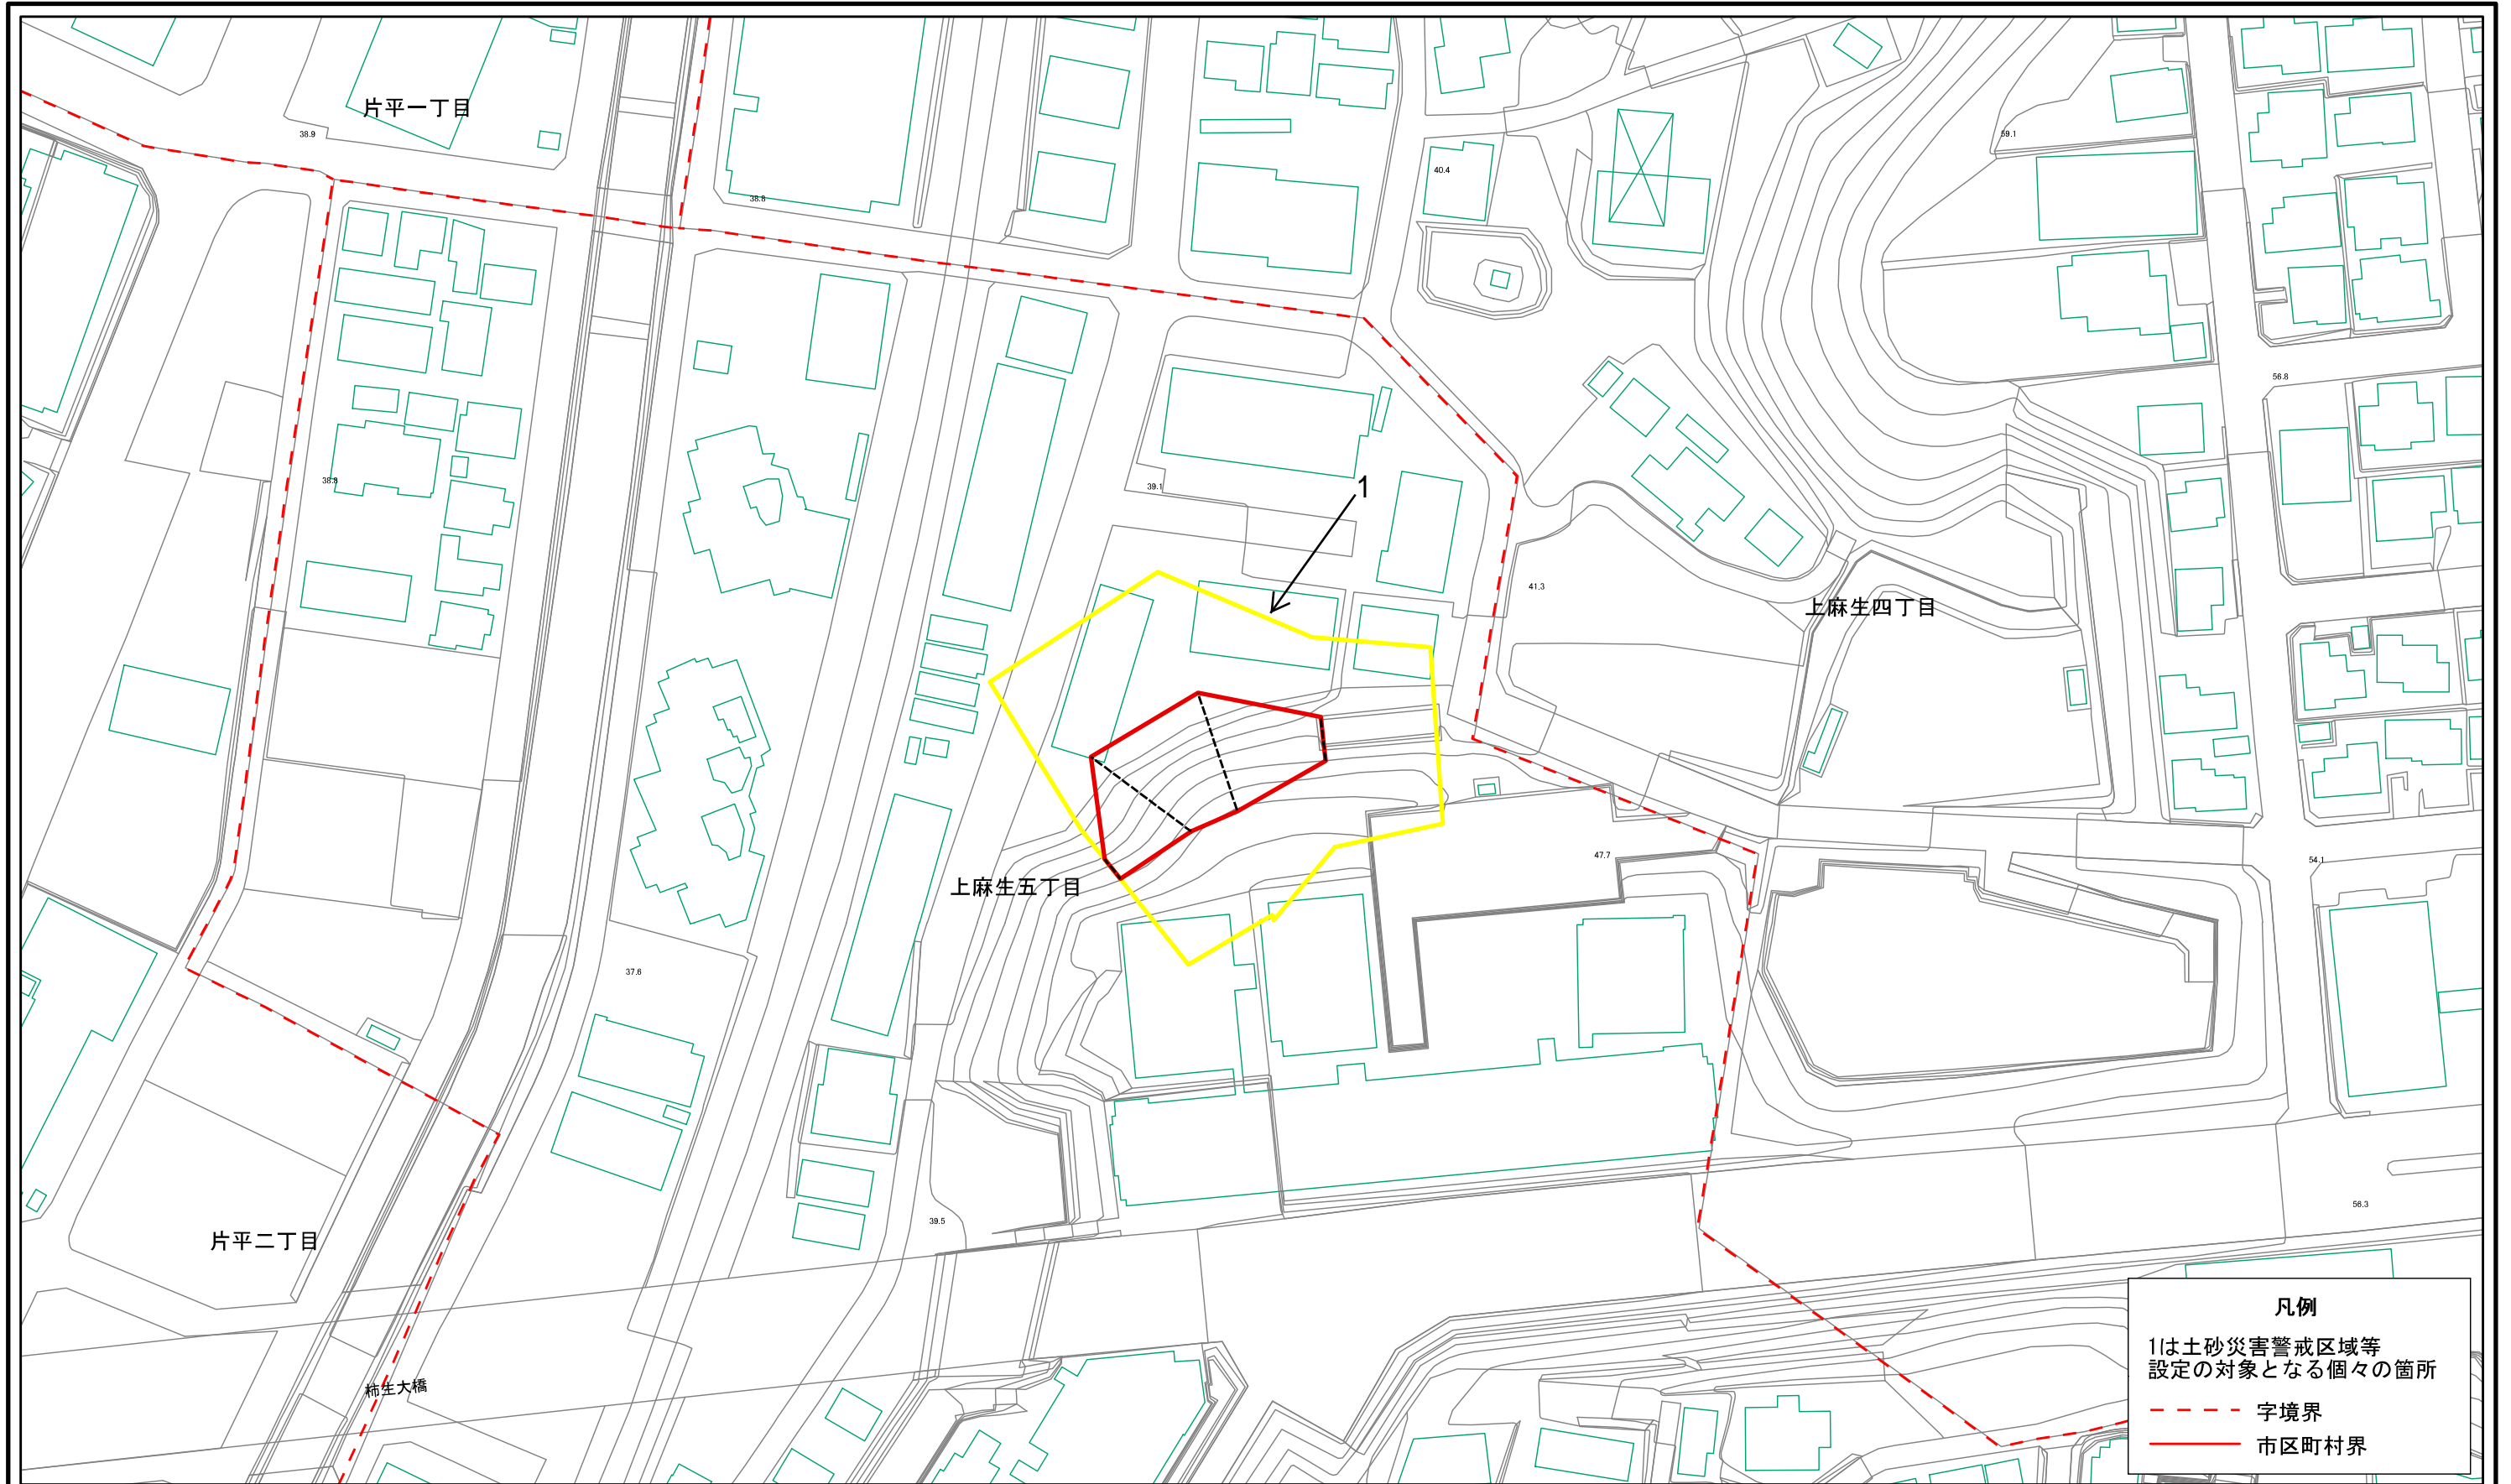 片平一丁目
38.9
38.8
40.4
59.1
56.8
38.8
39.1
1
41.3
上麻生四丁目
47.7
54.1
上麻生五丁目
37.6
39.5
56.3
片平二丁目
柿生大橋
凡例
1は土砂災害警戒区域等
設定の対象となる個々の箇所
字境界
市区町村界